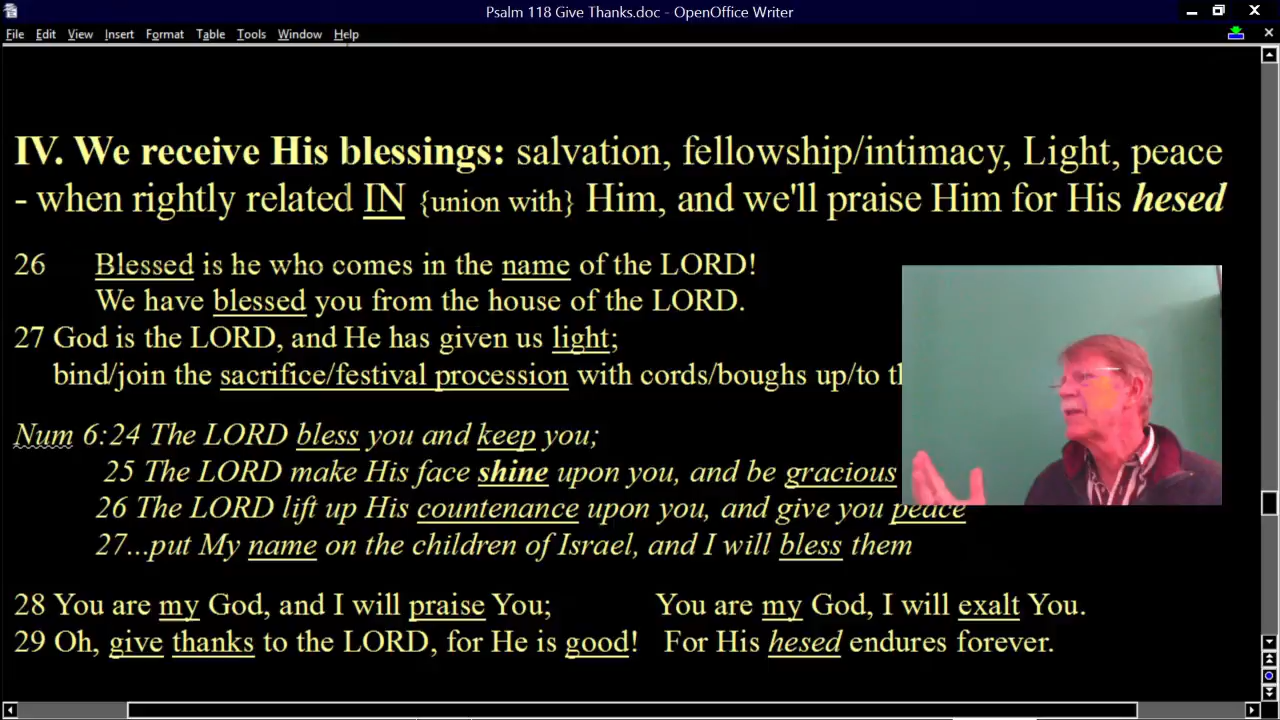 Psalm 118 Give Thanks.doc - OpenOffice Writer
File Edit View Insert Format Table Tools Window Help
IV. We receive His blessings: salvation, fellowship/intimacy, Light, peace
- when rightly related IN {union with} Him, and we'll praise Him for His hesed
26 Blessed is he who comes in the name of the LORD!
We have blessed you from the house of the LORD.
27 God is the LORD, and He has given us light;
bind/join the sacrifice/festival procession with cords/boughs up/to
Num 6:24 The LORD bless you and keep you;
25 The LORD make His face shine upon you, and be gracious
26 The LORD lift up His countenance upon you, and give you peace
27...put My name on the children of Israel, and I will bless them
28 You are my God, and I will praise You; You are my God, I will exalt You.
29 Oh, give thanks to the LORD, for He is good! For His hesed endures forever.